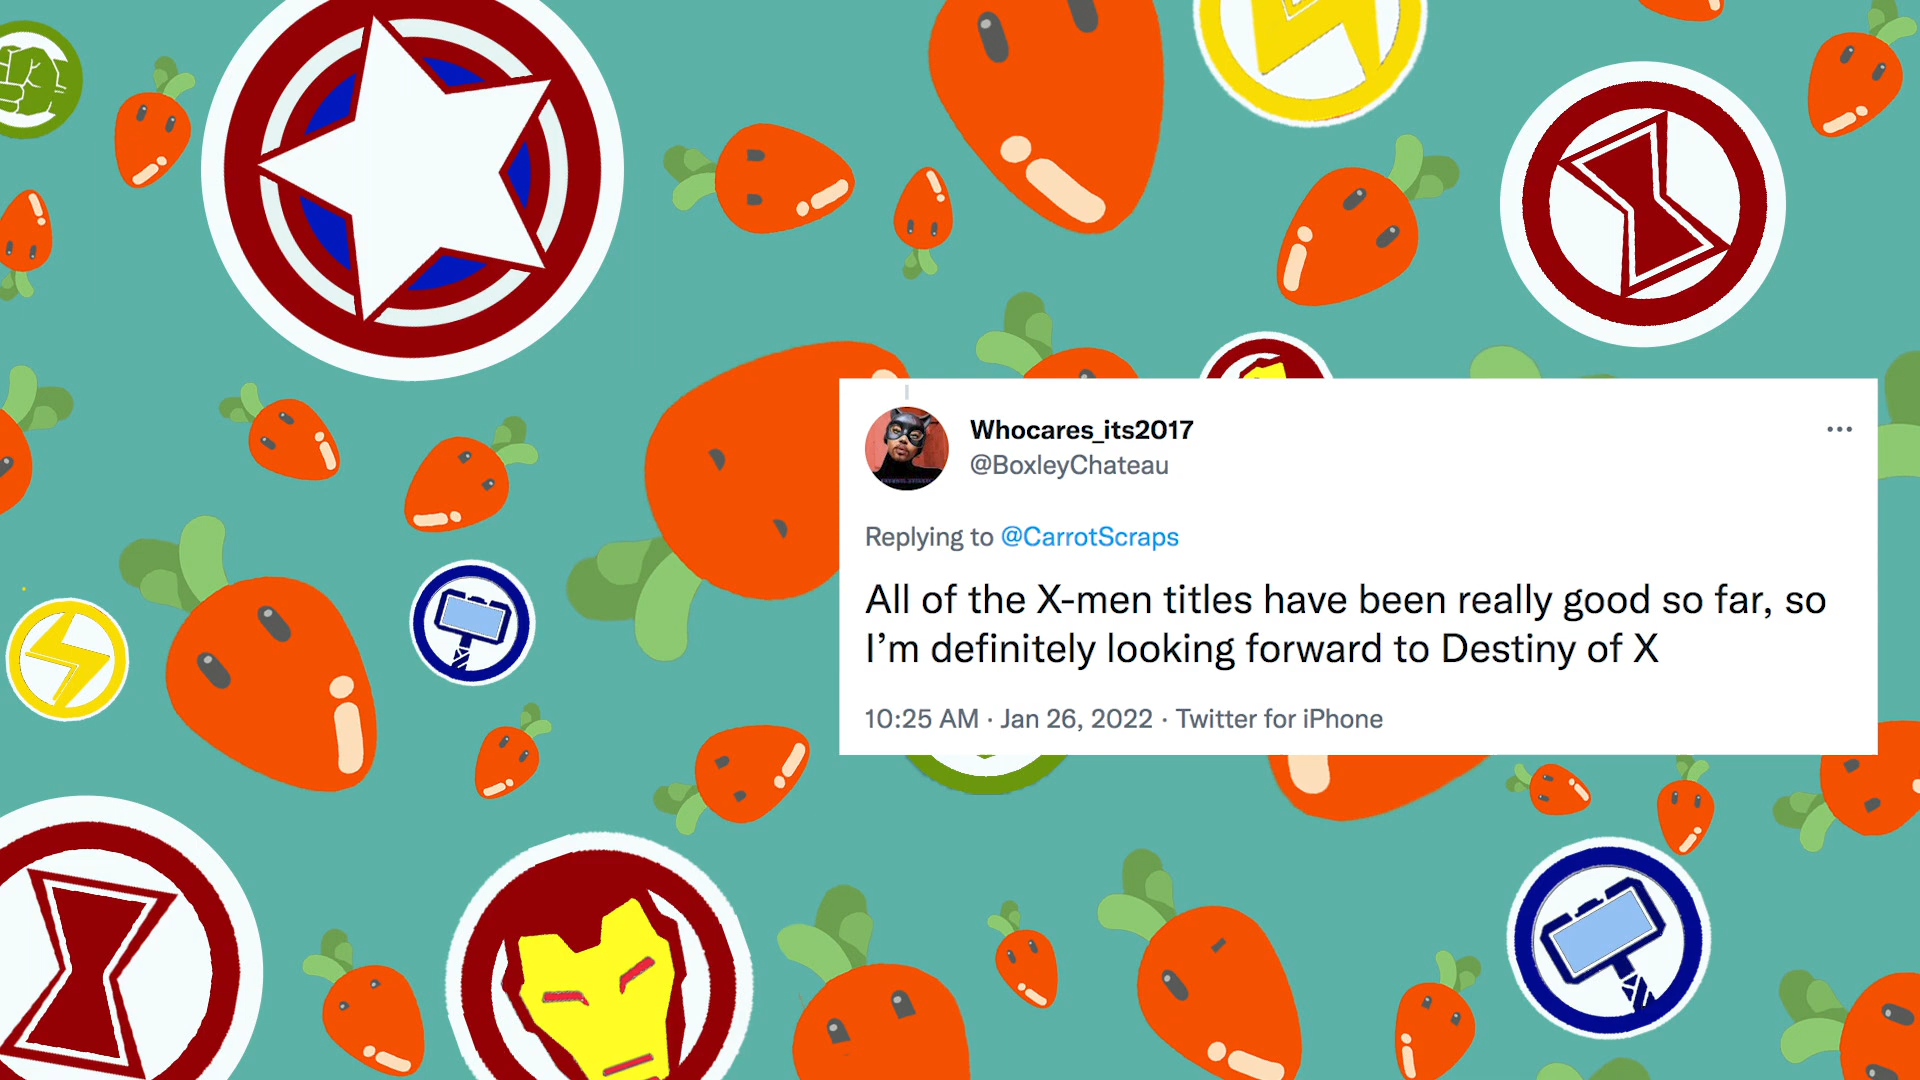 Whocares_its2017
@BoxleyChateau
Replying to @CarrotScraps
All of the X-men titles have been really good so far, so
I’m definitely looking forward to Destiny of X
10:25 AM · Jan 26, 2022 · Twitter for iPhone